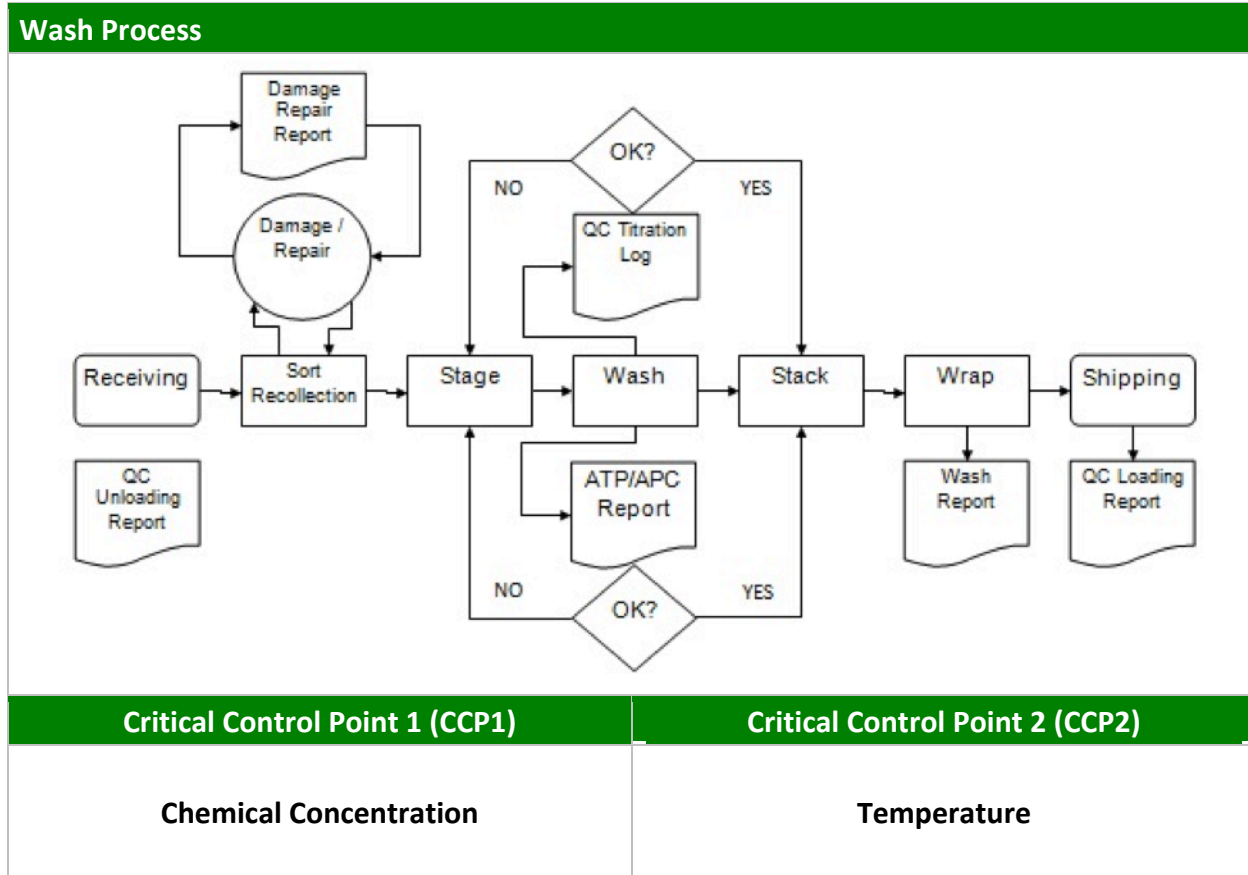 Wash Process
Damage
Repair
Report
OK?
NO
YES
Damage /
Repair
QC Titration
Log
Receiving
Sort
Recollection
Stage
Wash
Stack
Wrap
Shipping
QC
Unloading
Report
ATP/APC
Report
Wash
Report
QC Loading
Report
NO
YES
OK?
Critical Control Point 1 (CCP1)
Critical Control Point 2 (CCP2)
Chemical Concentration
Temperature